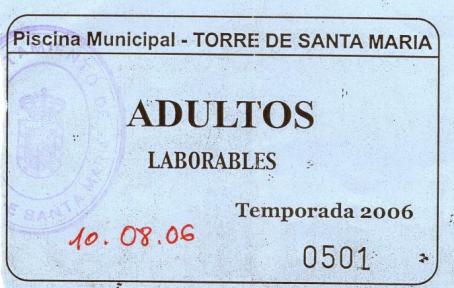 Piscina Municipal - TORRE DE SANTA MARIA
ADULTOS
LABORABLES
Temporada 2006
10.08.06
0501